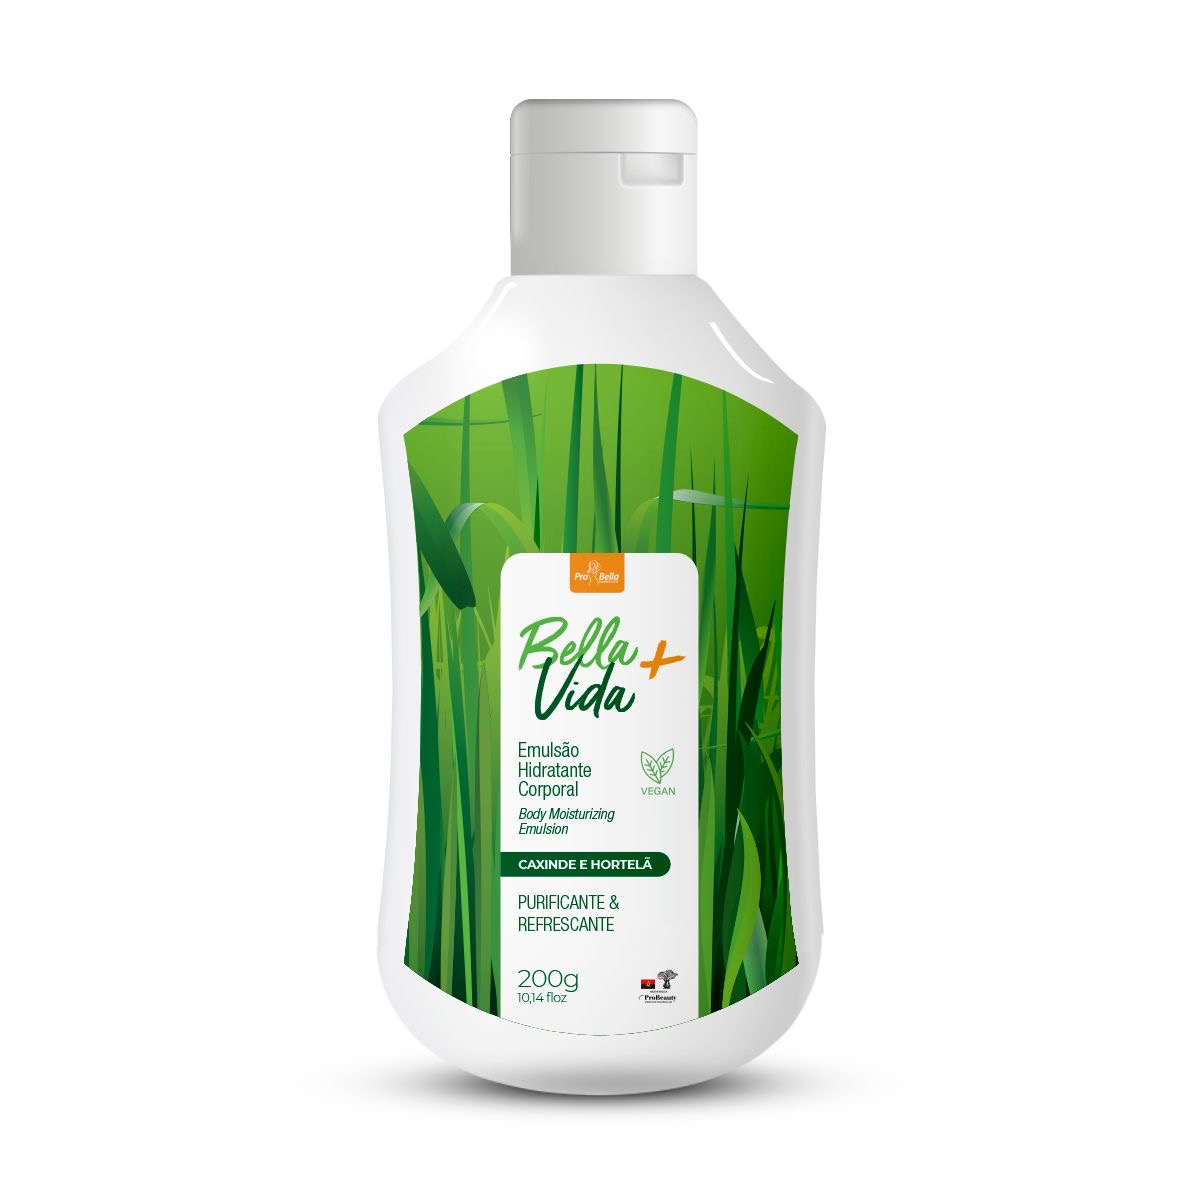 Pro Bella
Bella +
Vida
Emulsão
Hidratante
Corporal
VEGAN
Body Moisturizing
Emulsion
CAXINDE E HORTELÃ
PURIFICANTE &
REFRESCANTE
200g
10,14 floz
ProBeauty